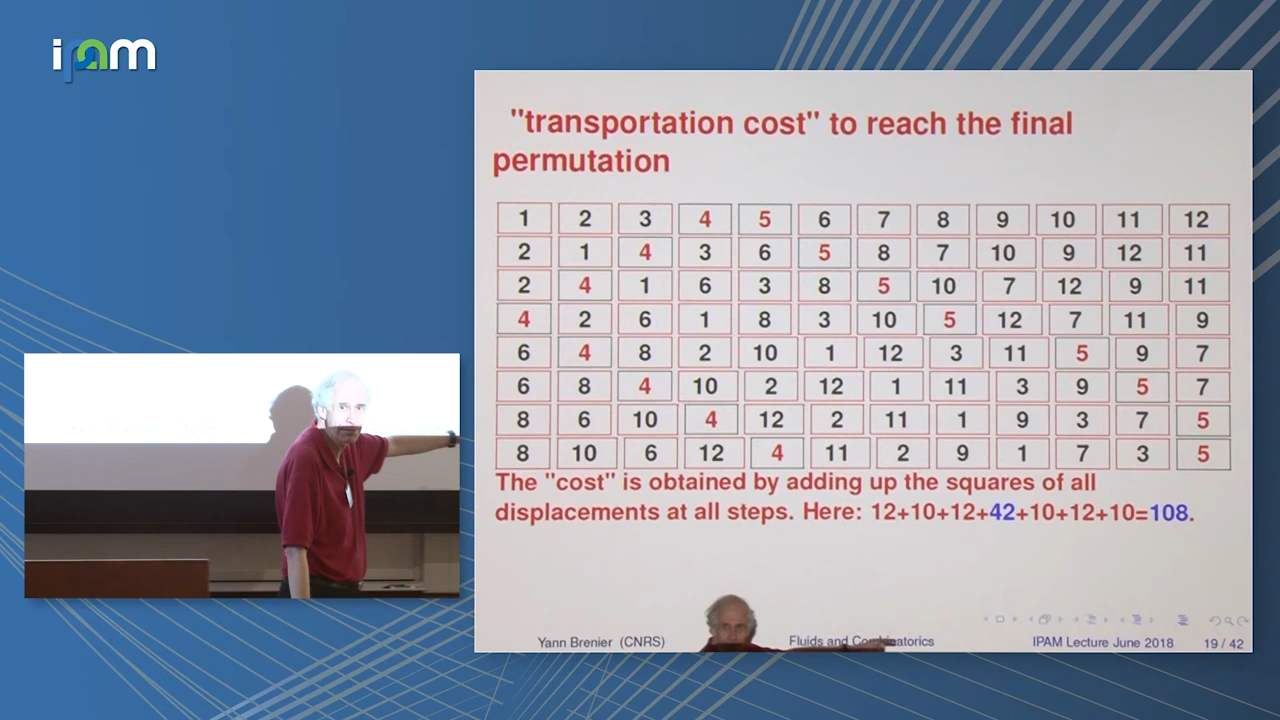 ipam
"transportation cost" to reach the final
permutation
1 2 3 4 5 6 7 8 9 10 11 12
2 1 4 3 6 5 8 7 10 9 12 11
2 4 1 6 3 8 5 10 7 12 9 11
4 2 6 1 8 3 10 5 12 7 11 9
6 4 8 2 10 1 12 3 11 5 9 7
6 8 4 10 2 12 1 11 3 9 5 7
8 6 10 4 12 2 11 1 9 3 7 5
8 10 6 12 4 11 2 9 1 7 3 5
The "cost" is obtained by adding up the squares of all
displacements at all steps. Here: 12+10+12+42+10+12+10=108.
Yann Brenier (CNRS) Fluids and Combinatorics IPAM Lecture June 2018 19 / 42